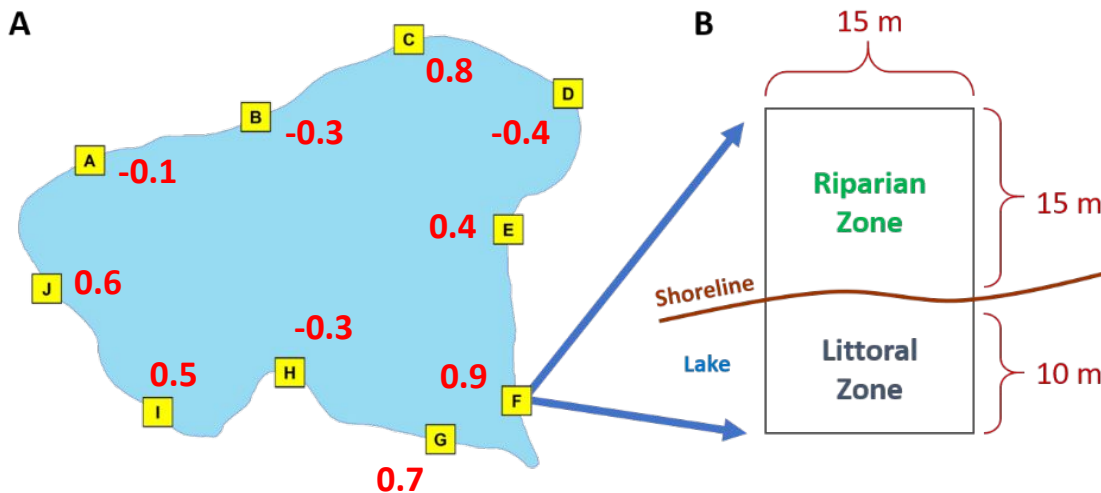 A
B
15 m
C
0.8
D
-0.4
B
-0.3
A
-0.1
E
0.4
J
0.6
H
-0.3
I
0.5
F
0.9
G
0.7
Riparian
Zone
15 m
Shoreline
Lake
Littoral
Zone
10 m